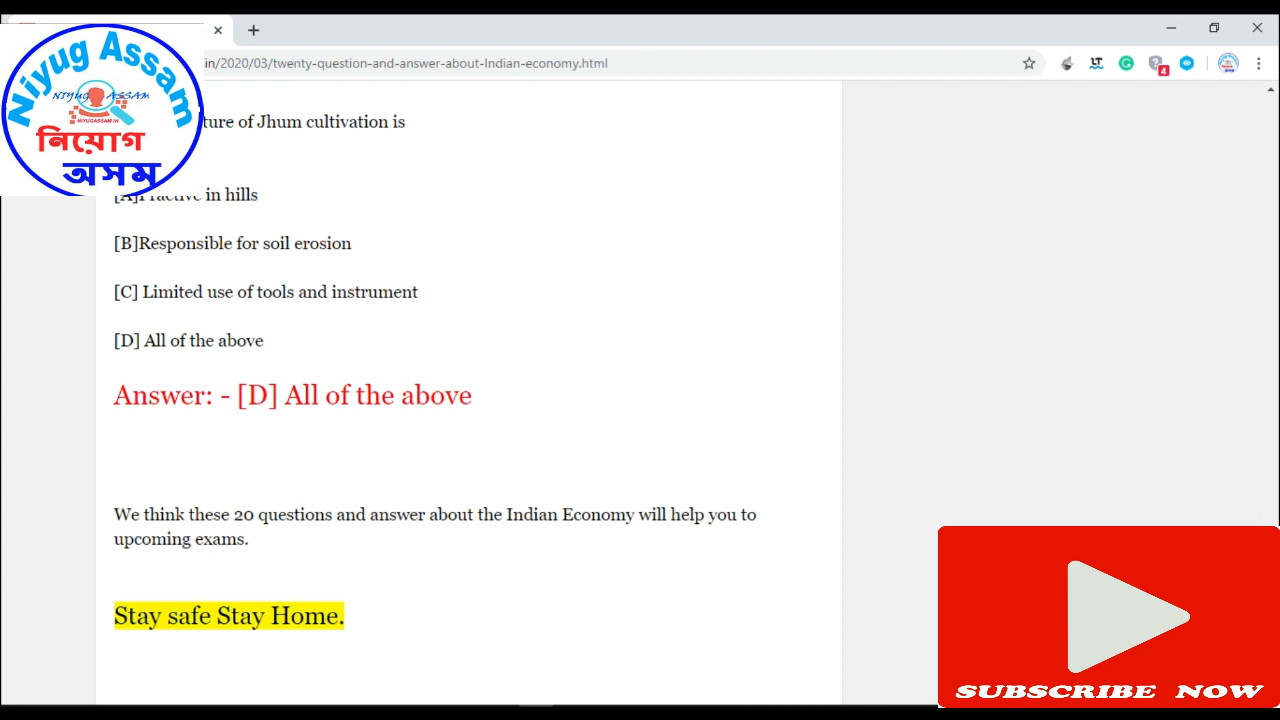 Niyug Assam
NIYUG ASSAM
NIYUGASSAM.IN
নিয়োগ
অসম
in/2020/03/twenty-question-and-answer-about-Indian-economy.html
4
ture of Jhum cultivation is
in hills
[B]Responsible for soil erosion
[C] Limited use of tools and instrument
[D] All of the above
Answer: - [D] All of the above
We think these 20 questions and answer about the Indian Economy will help you to
upcoming exams.
Stay safe Stay Home.
SUBSCRIBE NOW